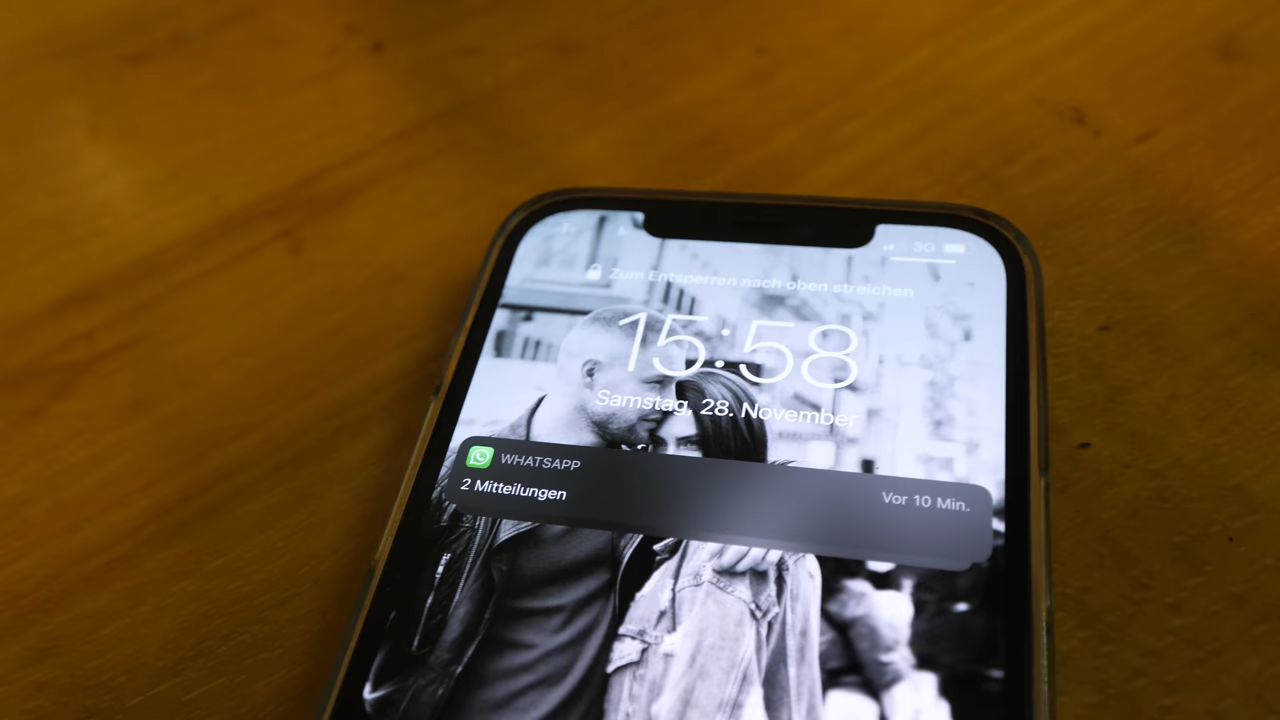 3G
Zum Entsperren nach oben streichen
15:58
Samstag, 28. November
WHATSAPP
2 Mitteilungen
Vor 10 Min.